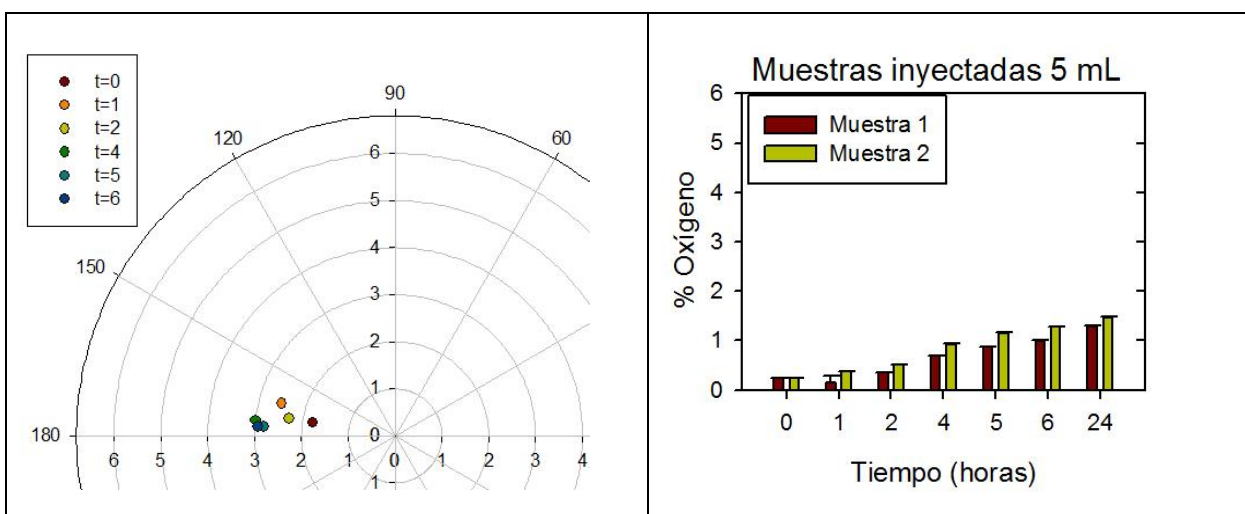 t=0
t=1
t=2
t=4
t=5
t=6
90
120
60
150
180
6
5
4
3
2
1
0
1
6 5 4 3 2 1 0 1 2 3 4
Muestras inyectadas 5 mL
Muestra 1
Muestra 2
% Oxígeno
6
5
4
3
2
1
0
0 1 2 4 5 6 24
Tiempo (horas)